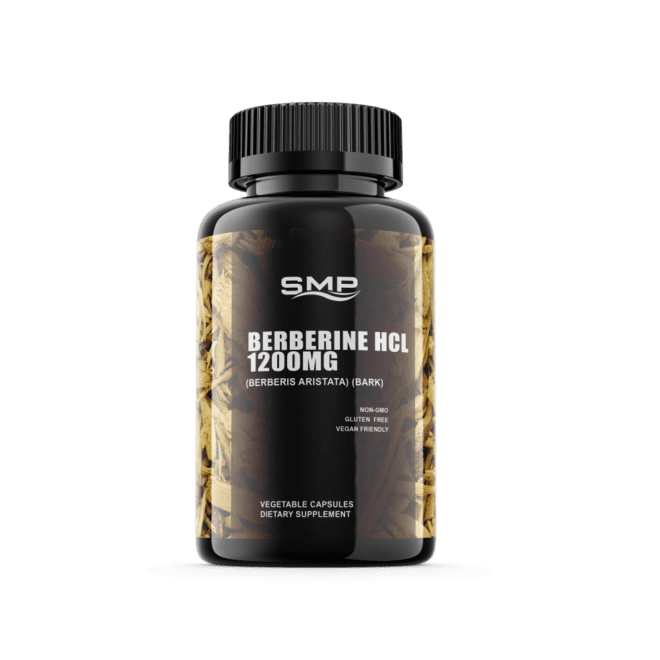 SMP
BERBERINE HCL
1200MG
(BERBERIS ARISTATA) (BARK)
NON-GMO
GLUTEN FREE
VEGAN FRIENDLY
VEGETABLE CAPSULES
DIETARY SUPPLEMENT